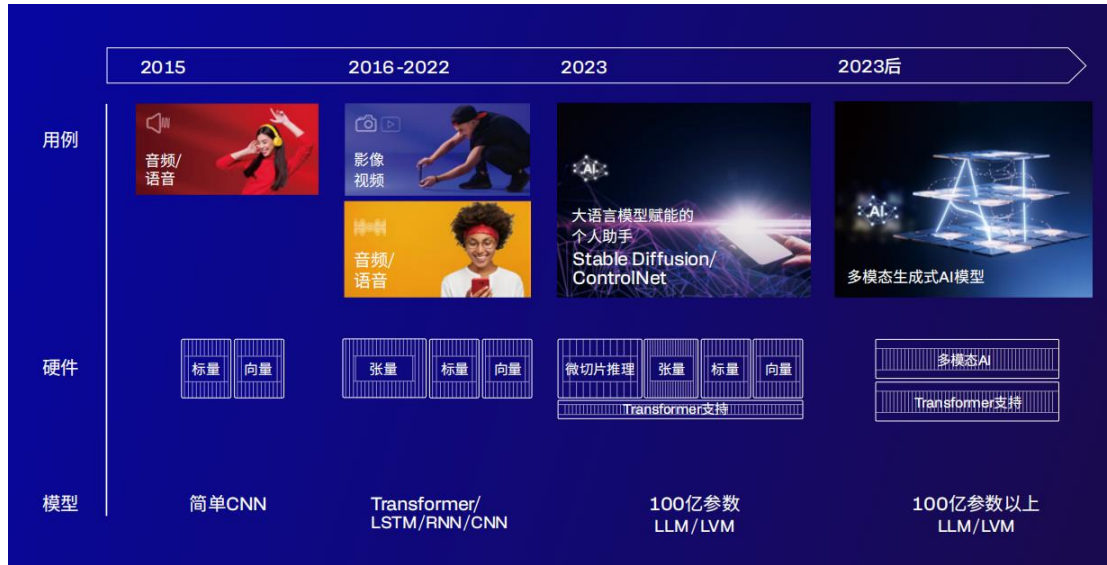 2015
2016-2022
2023
2023后
用例
音频/
语音
影像
视频
音频/
语音
AI
大语言模型赋能的
个人助手
Stable Diffusion/
ControlNet
AI
多模态生成式AI模型
硬件
标量
向量
张量
标量
向量
微切片推理
张量
标量
向量
Transformer支持
多模态AI
Transformer支持
模型
简单CNN
Transformer/
LSTM/RNN/CNN
100亿参数
LLM/LVM
100亿参数以上
LLM/LVM